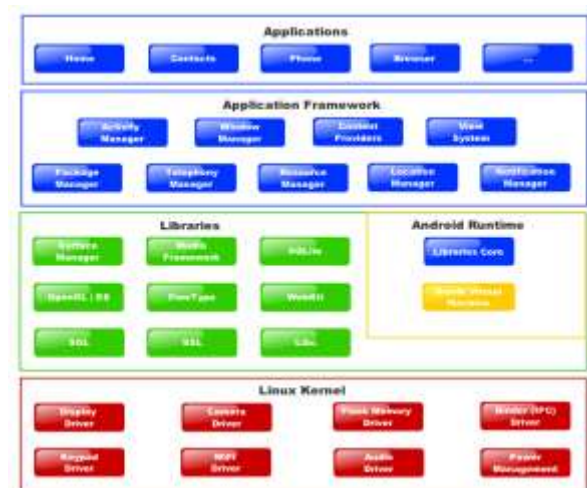 Applications
Home Contacts Phone Browser ...
Application Framework
Activity Manager Window Manager Content Providers View System
Package Manager Telephony Manager Resource Manager Location Manager Notification Manager
Libraries Android Runtime
Surface Manager Media Framework SQLite Libraries Core
OpenGL | ES FreeType WebKit Dalvik Virtual Machine
SGL SSL Libc
Linux Kernel
Display Driver Camera Driver Flash Memory Driver Binder (IPC) Driver
Keypad Driver WiFi Driver Audio Driver Power Management